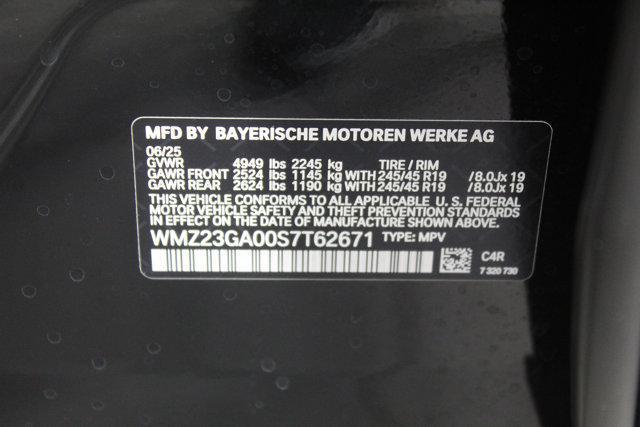 MFD BY BAYERISCHE MOTOREN WERKE AG
06/25
GVWR 4949 lbs 2245 kg TIRE / RIM
GAWR FRONT 2524 lbs 1145 kg WITH 245/45 R19 /8.0Jx 19
GAWR REAR 2624 lbs 1190 kg WITH 245/45 R19 /8.0Jx 19
THIS VEHICLE CONFORMS TO ALL APPLICABLE U. S. FEDERAL
MOTOR VEHICLE SAFETY AND THEFT PREVENTION
STANDARDS IN EFFECT ON THE DATE OF MANUFACTURE SHOWN ABOVE.
WMZ23GA00S7T62671 TYPE: MPV
C4R
7 320 730